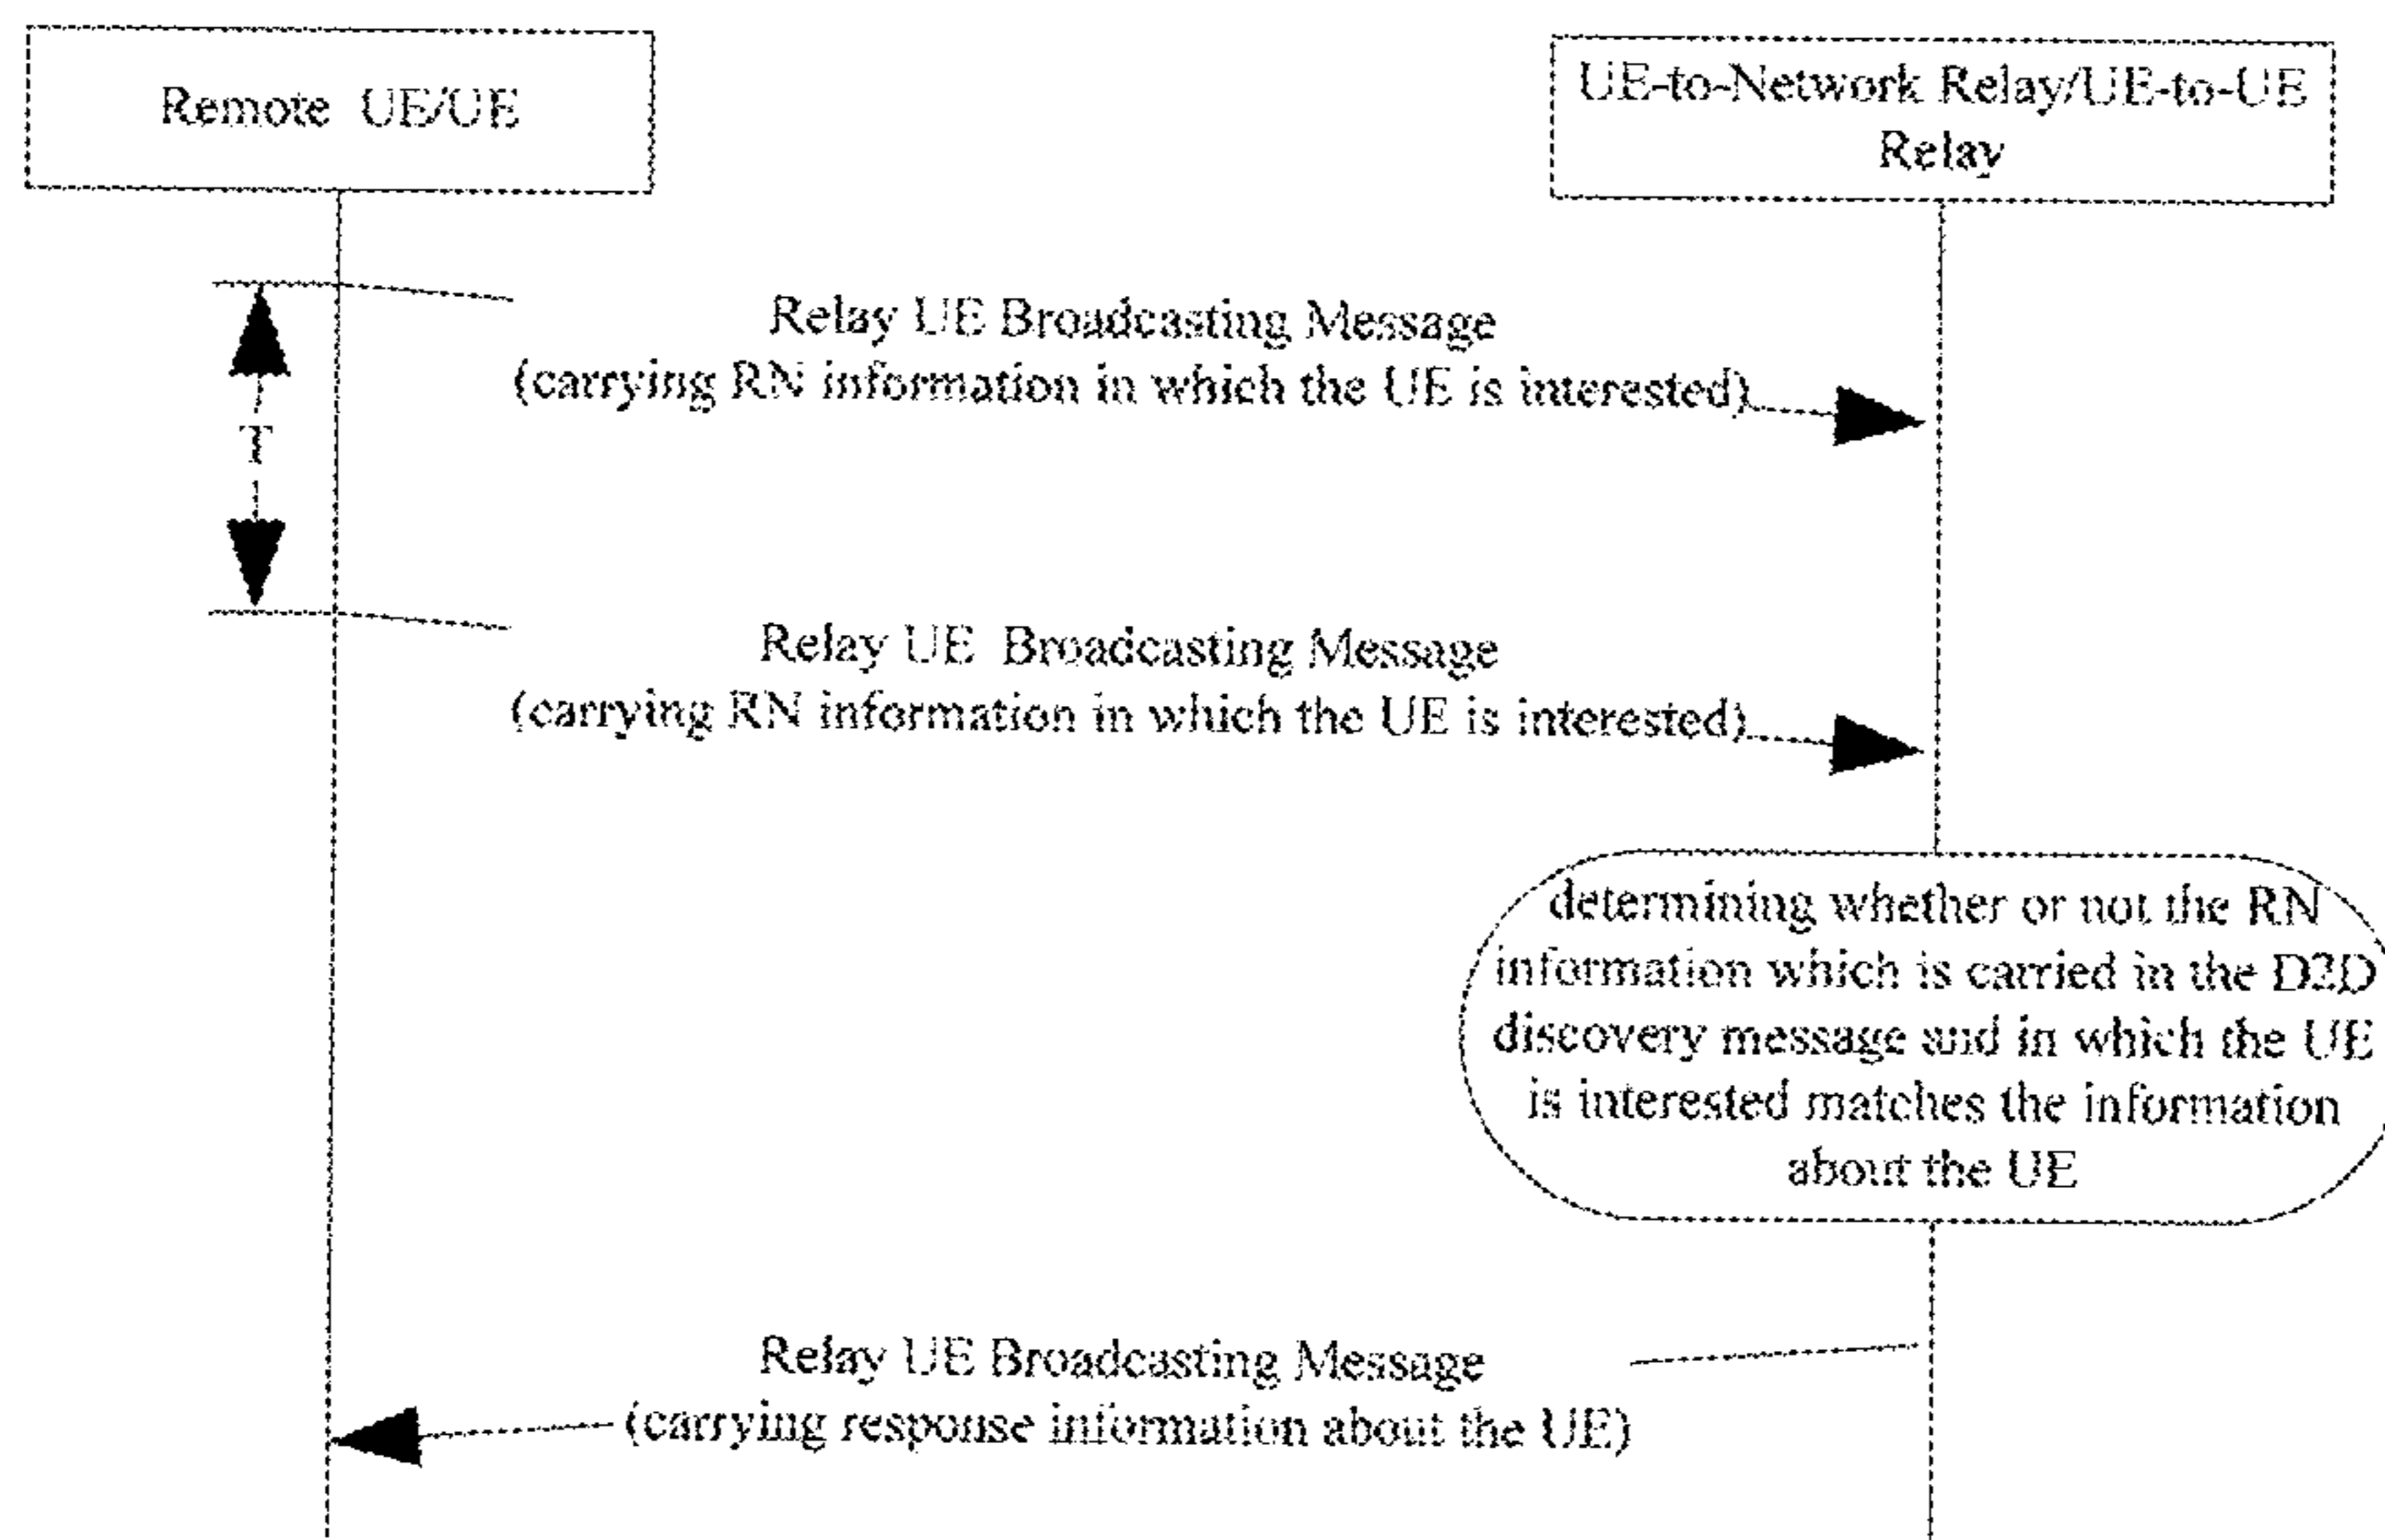 Remote UE/UE
UE-to-Network Relay/UE-to-UE
Relay
Relay UE Broadcasting Message
(carrying RN information in which the UE is interested)
T
Relay UE Broadcasting Message
(carrying RN information in which the UE is interested)
determining whether or not the RN
information which is carried in the D2D
discovery message and in which the UE
is interested matches the information
about the UE
Relay UE Broadcasting Message
(carrying response information about the UE)